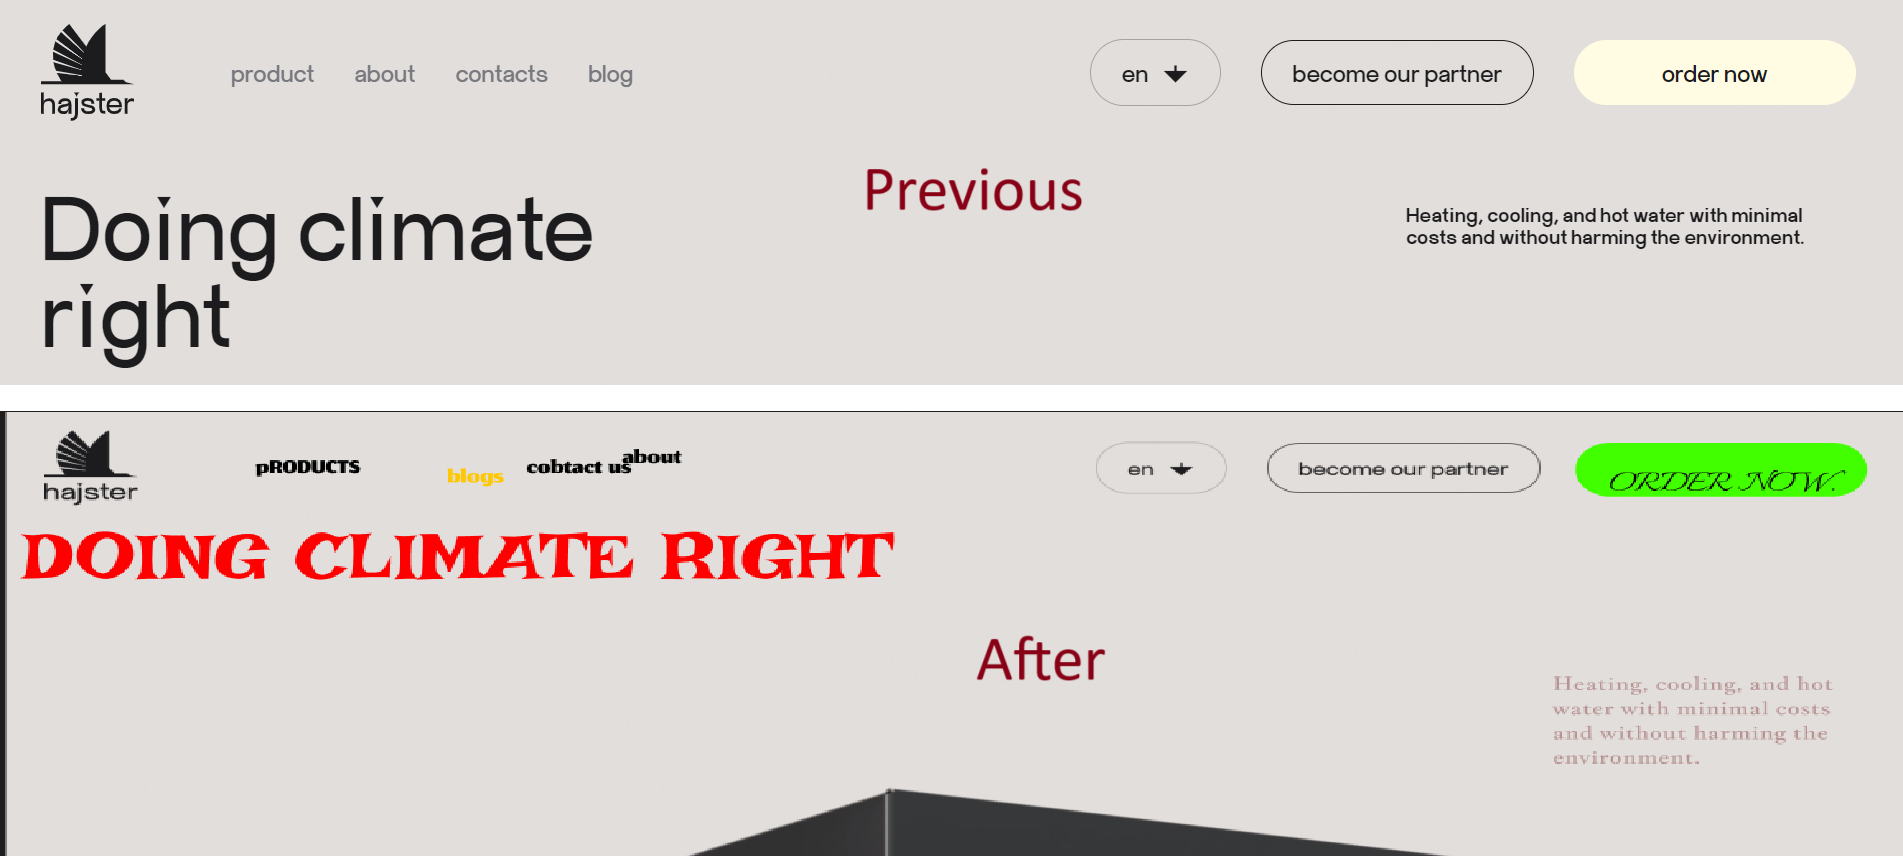 hajster
product about contacts blog
en
become our partner
order now
Previous
Doing climate
right
Heating, cooling, and hot water with minimal
costs and without harming the environment.
hajster
pRODUCTS
blogs
cobtact us
about
en
become our partner
ORDER NOW.
DOING CLIMATE RIGHT
After
Heating, cooling, and hot
water with minimal costs
and without harming the
environment.